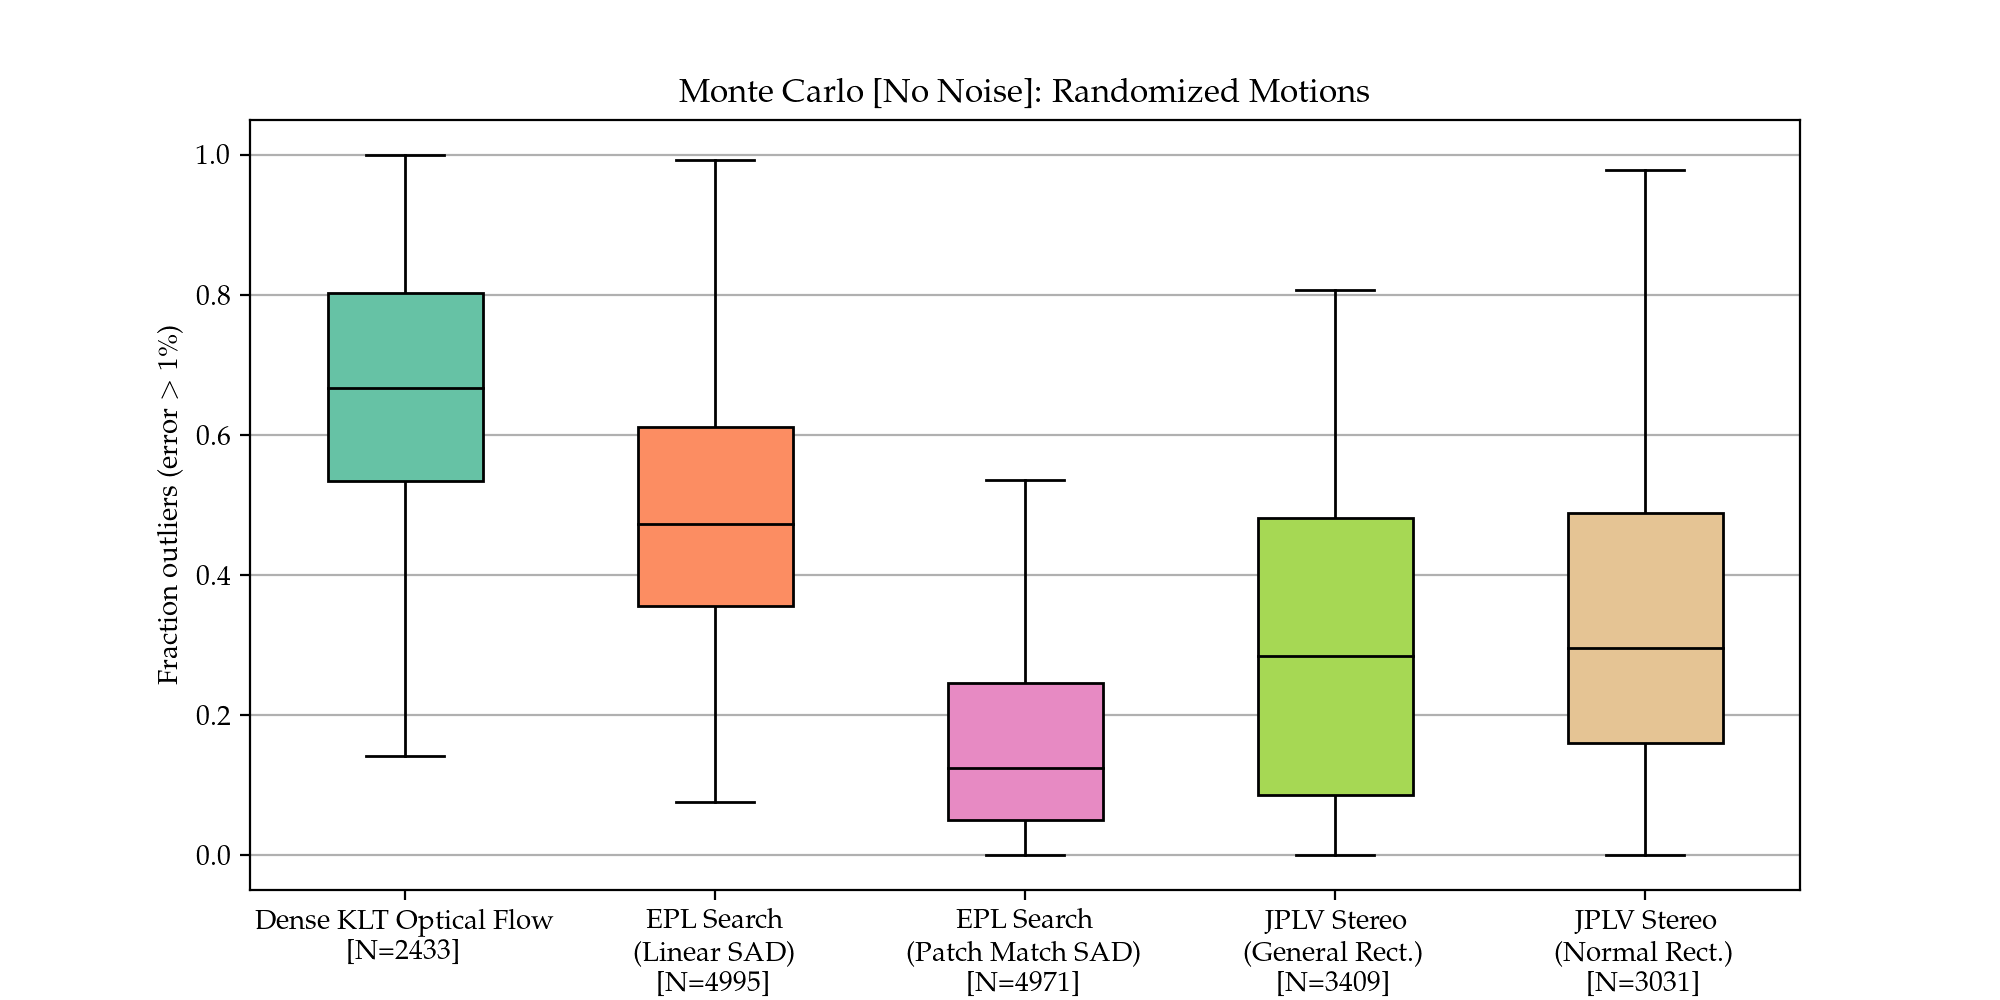 Monte Carlo [No Noise]: Randomized Motions
Fraction outliers (error > 1%)
1.0
0.8
0.6
0.4
0.2
0.0
Dense KLT Optical Flow
[N=2433]
EPL Search
(Linear SAD)
[N=4995]
EPL Search
(Patch Match SAD)
[N=4971]
JPLV Stereo
(General Rect.)
[N=3409]
JPLV Stereo
(Normal Rect.)
[N=3031]